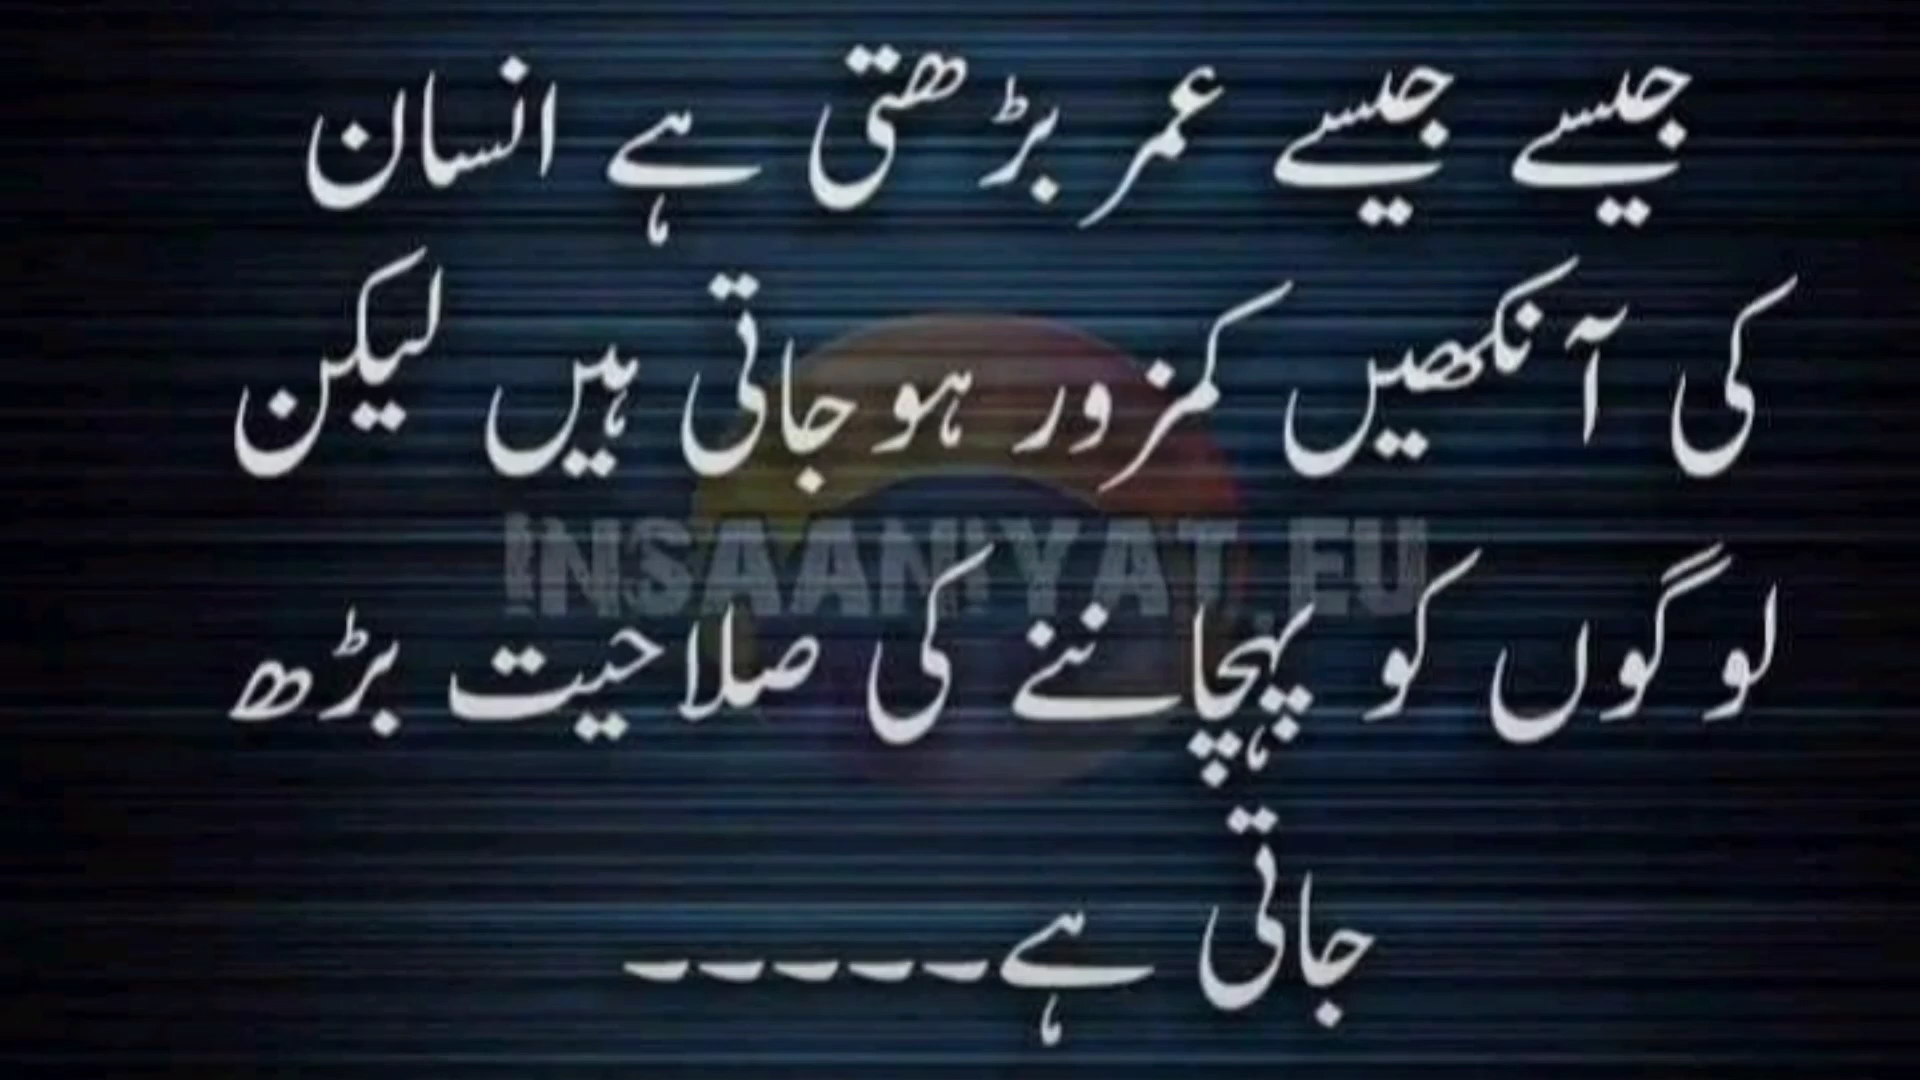 جیسے جیسے عمر بڑھتی ہے انسان
کی آنکھیں کمزور ہو جاتی ہیں لیکن
INSAANIYAT.EU
لوگوں کو پہچاننے کی صلاحیت بڑھ
جاتی ہے-----